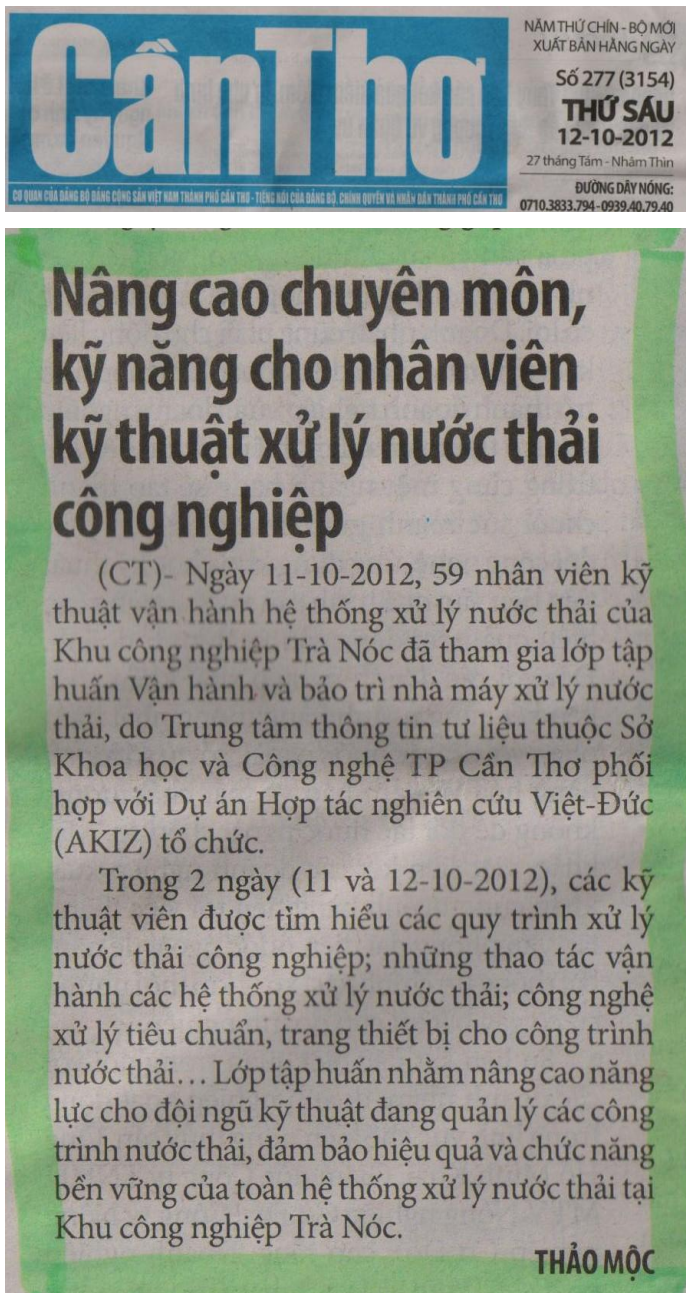 Cần Thơ
CƠ QUAN CỦA ĐẢNG BỘ ĐẢNG CỘNG SẢN VIỆT NAM THÀNH PHỐ CẦN THƠ - TIẾNG NÓI CỦA ĐẢNG BỘ, CHÍNH QUYỀN VÀ NHÂN DÂN THÀNH PHỐ CẦN THƠ
NĂM THỨ CHÍN - BỘ MỚI
XUẤT BẢN HẰNG NGÀY
Số 277 (3154)
THỨ SÁU
12-10-2012
27 tháng Tám - Nhâm Thìn
ĐƯỜNG DÂY NÓNG:
0710.3833.794 - 0939.40.79.40
Nâng cao chuyên môn,
kỹ năng cho nhân viên
kỹ thuật xử lý nước thải
công nghiệp
(CT)- Ngày 11-10-2012, 59 nhân viên kỹ
thuật vận hành hệ thống xử lý nước thải của
Khu công nghiệp Trà Nóc đã tham gia lớp tập
huấn Vận hành và bảo trì nhà máy xử lý nước
thải, do Trung tâm thông tin tư liệu thuộc Sở
Khoa học và Công nghệ TP Cần Thơ phối
hợp với Dự án Hợp tác nghiên cứu Việt-Đức
(AKIZ) tổ chức.
Trong 2 ngày (11 và 12-10-2012), các kỹ
thuật viên được tìm hiểu các quy trình xử lý
nước thải công nghiệp; những thao tác vận
hành các hệ thống xử lý nước thải; công nghệ
xử lý tiêu chuẩn, trang thiết bị cho công trình
nước thải... Lớp tập huấn nhằm nâng cao năng
lực cho đội ngũ kỹ thuật đang quản lý các công
trình nước thải, đảm bảo hiệu quả và chức năng
bền vững của toàn hệ thống xử lý nước thải tại
Khu công nghiệp Trà Nóc.
THẢO MỘC